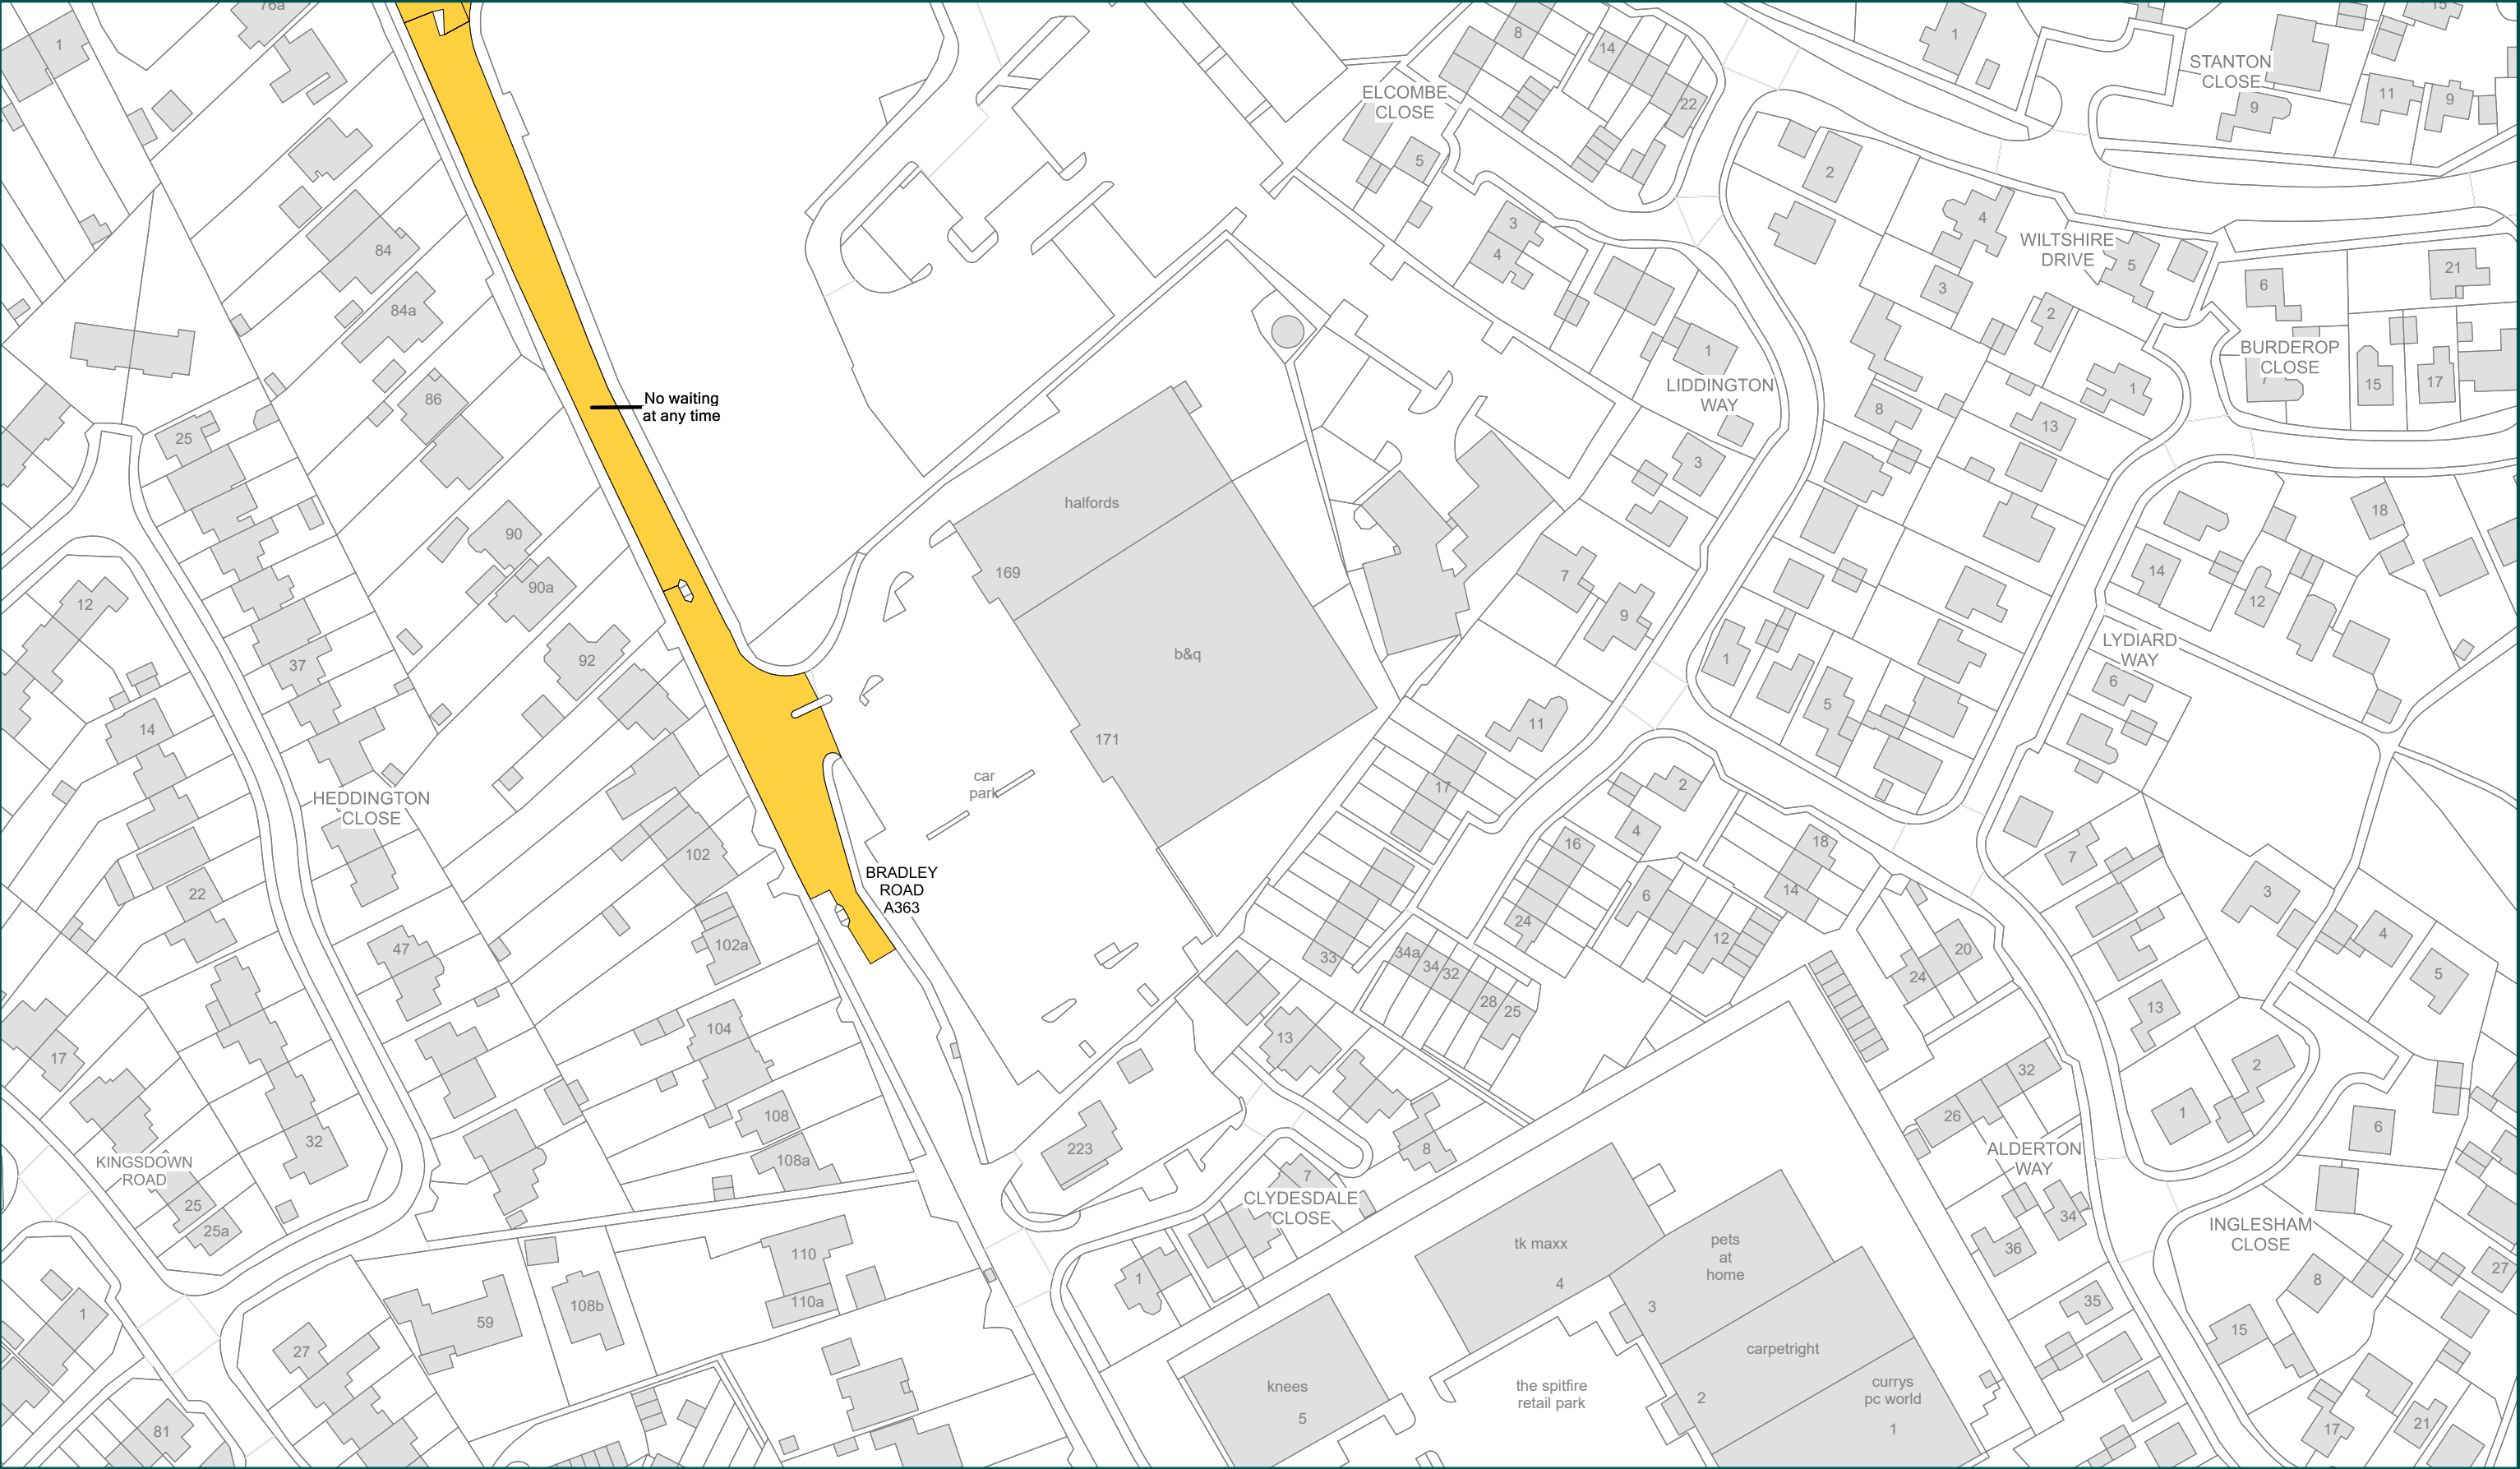 76a
1
8
14
22
1
15
STANTON
CLOSE
9
11
9
ELCOMBE
CLOSE
5
2
3
4
4
WILTSHIRE
DRIVE
3
5
2
6
21
84
84a
86
25
No waiting
at any time
1
LIDDINGTON
WAY
8
13
1
BURDEROP
CLOSE
15
17
3
18
halfords
169
b&q
171
90
90a
92
12
37
14
7
9
11
1
5
14
12
LYDIARD
WAY
6
HEDDINGTON
CLOSE
102
car
park
17
2
4
16
18
14
7
3
4
5
BRADLEY
ROAD
A363
22
47
102a
33
34a
34
32
28
25
24
6
12
20
24
13
17
104
13
32
26
2
1
6
108
108a
223
8
7
CLYDESDALE
CLOSE
32
KINGSDOWN
ROAD
25
25a
ALDERTON
WAY
34
36
INGLESHAM
CLOSE
110
110a
108b
59
1
27
81
1
tk maxx
4
pets
at
home
3
carpetright
2
currys
pc world
1
knees
5
the spitfire
retail park
35
8
27
15
17
21